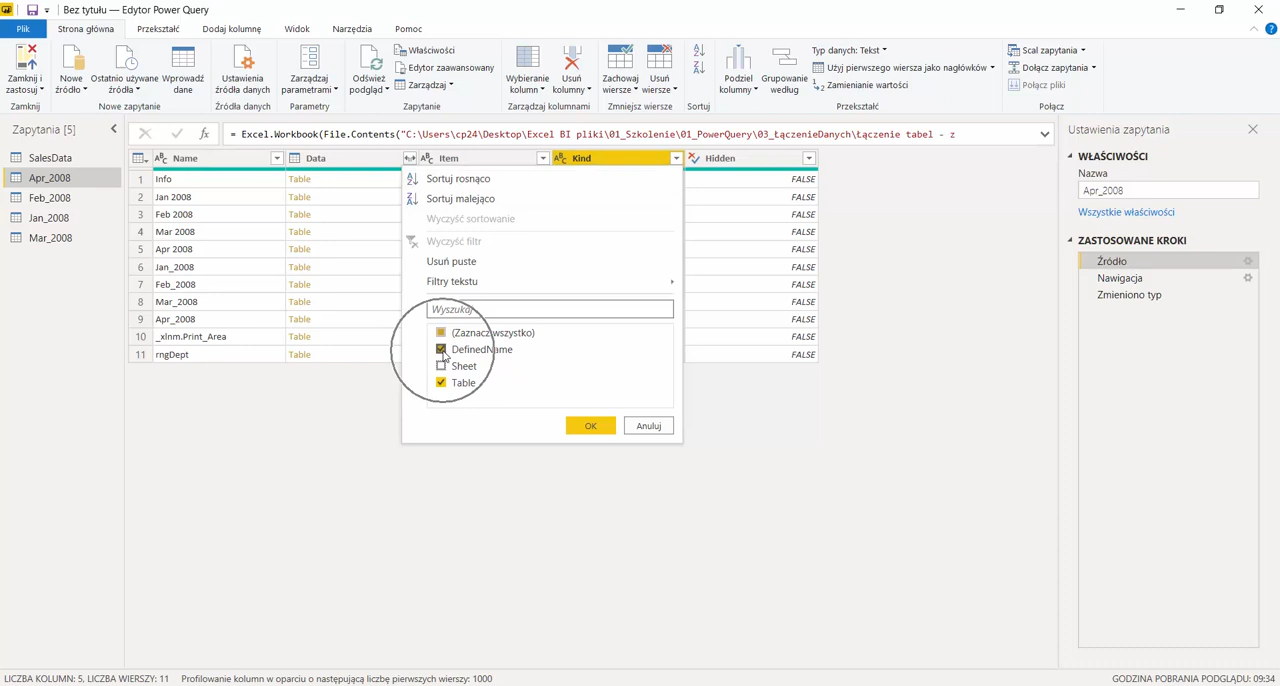 Bez tytułu — Edytor Power Query
Plik
Strona główna
Przekształć
Dodaj kolumnę
Widok
Narzędzia
Pomoc
Zamknij i zastosuj
Nowe źródło
Ostatnio używane źródła
Wprowadź dane
Ustawienia źródła danych
Zarządzaj parametrami
Odśwież podgląd
Właściwości
Edytor zaawansowany
Zarządzaj
Wybieranie kolumn
Usuń kolumny
Zachowaj wiersze
Usuń wiersze
Podziel kolumny
Grupowanie według
Typ danych: Tekst
Użyj pierwszego wiersza jako nagłówków
Zamienianie wartości
Scal zapytania
Dołącz zapytania
Połącz pliki
Zamknij
Nowe zapytanie
Źródła danych
Parametry
Zapytanie
Zarządzaj kolumnami
Zmniejsz wiersze
Sortuj
Przekształć
Połącz
Zapytania [5]
SalesData
Apr_2008
Feb_2008
Jan_2008
Mar_2008
= Excel.Workbook(File.Contents("C:\Users\cp24\Desktop\Excel BI pliki\01_Szkolenie\01_PowerQuery\03_ŁączenieDanych\Łączenie tabel - z
Name Data Item Kind Hidden
1 Info Table FALSE
2 Jan 2008 Table FALSE
3 Feb 2008 Table FALSE
4 Mar 2008 Table FALSE
5 Apr 2008 Table FALSE
6 Jan_2008 Table FALSE
7 Feb_2008 Table FALSE
8 Mar_2008 Table FALSE
9 Apr_2008 Table FALSE
10 _xlnm.Print_Area Table FALSE
11 rngDept Table FALSE
Sortuj rosnąco
Sortuj malejąco
Wyczyść sortowanie
Wyczyść filtr
Usuń puste
Filtry tekstu
Wyszukaj
(Zaznacz wszystko)
DefinedName
Sheet
Table
OK
Anuluj
Ustawienia zapytania
WŁAŚCIWOŚCI
Nazwa
Apr_2008
Wszystkie właściwości
ZASTOSOWANE KROKI
Źródło
Nawigacja
Zmieniono typ
LICZBA KOLUMN: 5, LICZBA WIERSZY: 11
Profilowanie kolumn w oparciu o następującą liczbę pierwszych wierszy: 1000
GODZINA POBRANIA PODGLĄDU: 09:34